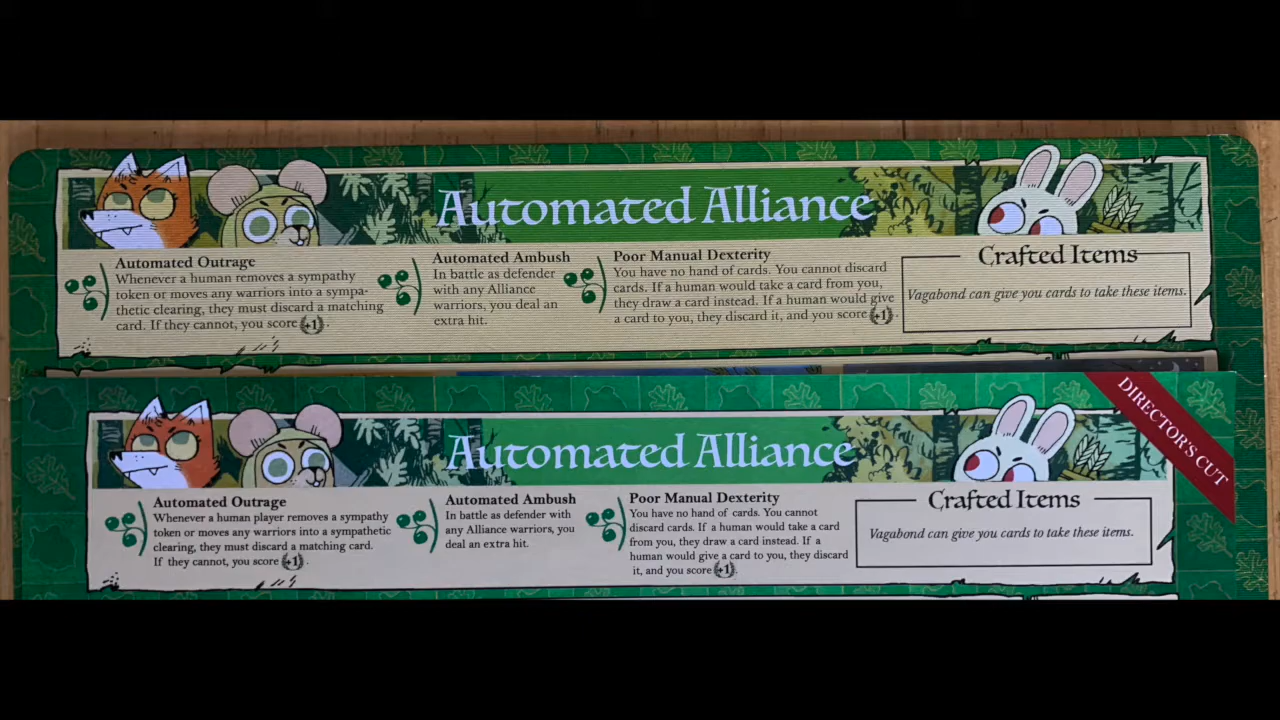 Automated Alliance
Automated Outrage
Whenever a human removes a sympathy
token or moves any warriors into a sympa-
thetic clearing, they must discard a matching
card. If they cannot, you score +1.
Automated Ambush
In battle as defender
with any Alliance
warriors, you deal an
extra hit.
Poor Manual Dexterity
You have no hand of cards. You cannot discard
cards. If a human would take a card from you,
they draw a card instead. If a human would give
a card to you, they discard it, and you score +1.
Crafted Items
Vagabond can give you cards to take these items.
DIRECTOR'S CUT
Automated Alliance
Automated Outrage
Whenever a human player removes a sympathy
token or moves any warriors into a sympathetic
clearing, they must discard a matching card.
If they cannot, you score +1.
Automated Ambush
In battle as defender with
any Alliance warriors, you
deal an extra hit.
Poor Manual Dexterity
You have no hand of cards. You cannot
discard cards. If a human would take a card
from you, they draw a card instead. If a
human would give a card to you, they discard
it, and you score +1.
Crafted Items
Vagabond can give you cards to take these items.